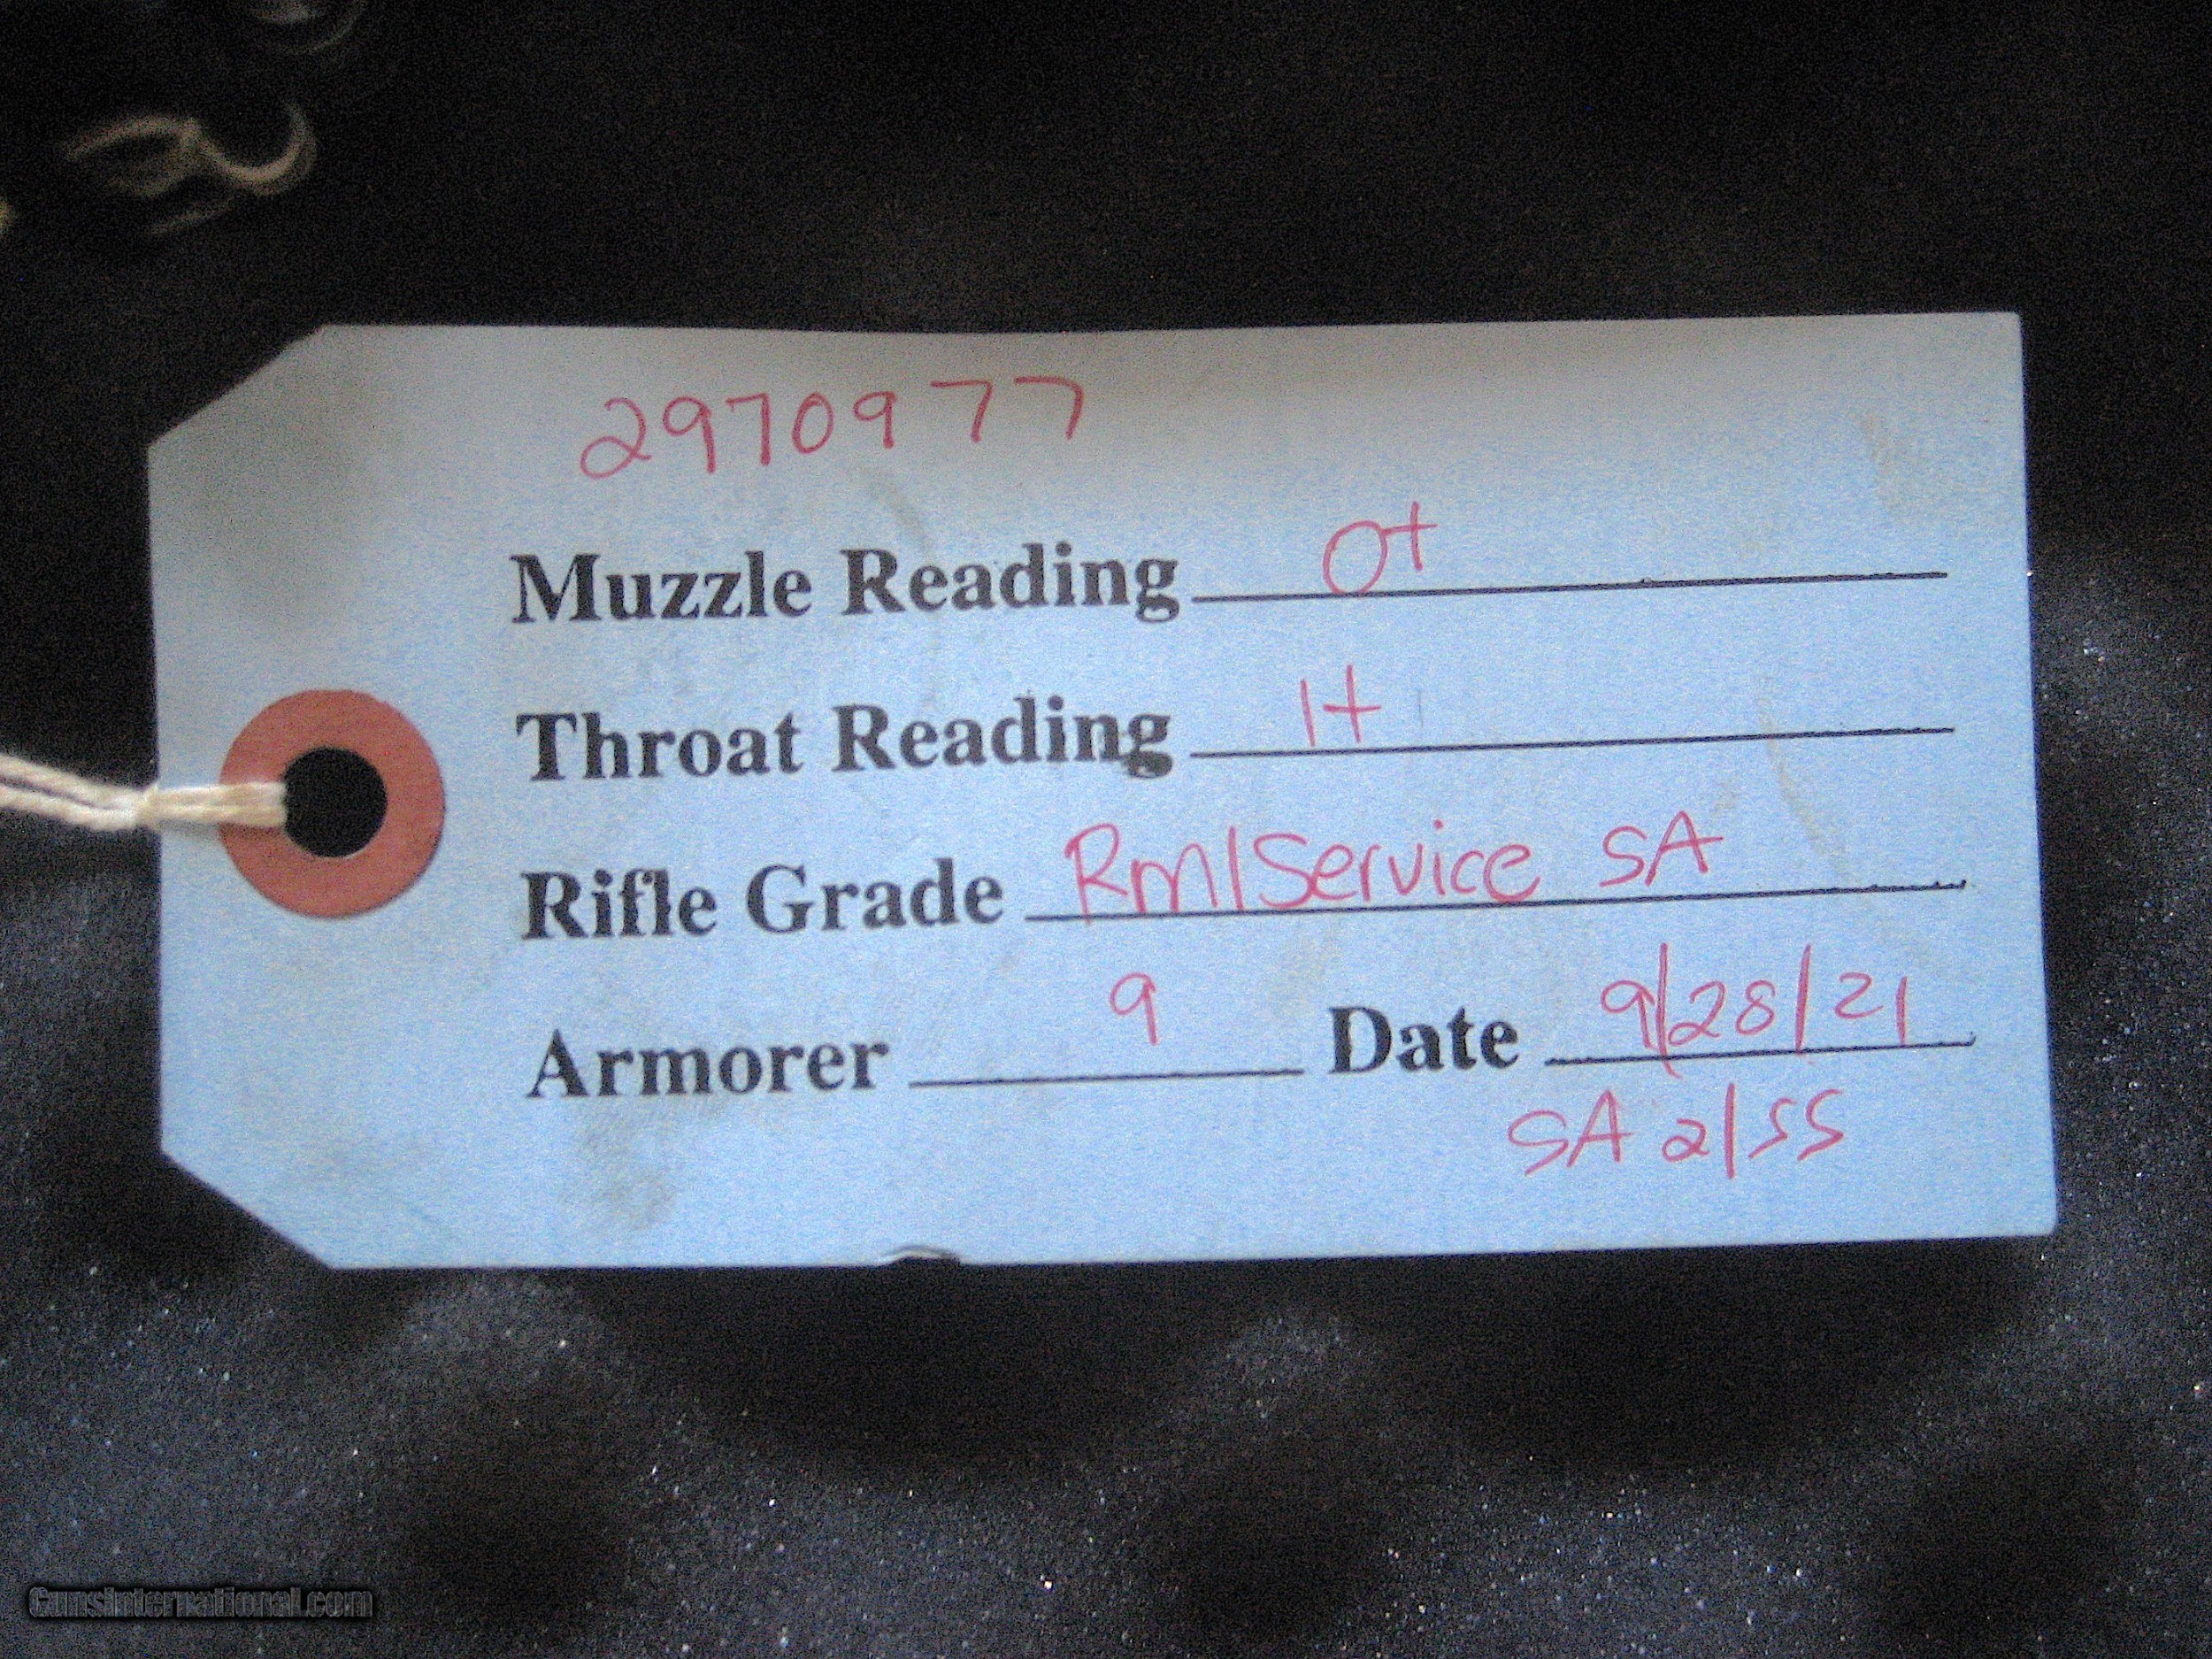 2970977
Muzzle Reading 0+
Throat Reading 1+
Rifle Grade Rm1Service SA
Armorer 9 Date 9/28/21
SA 2/55
GunsInternational.com